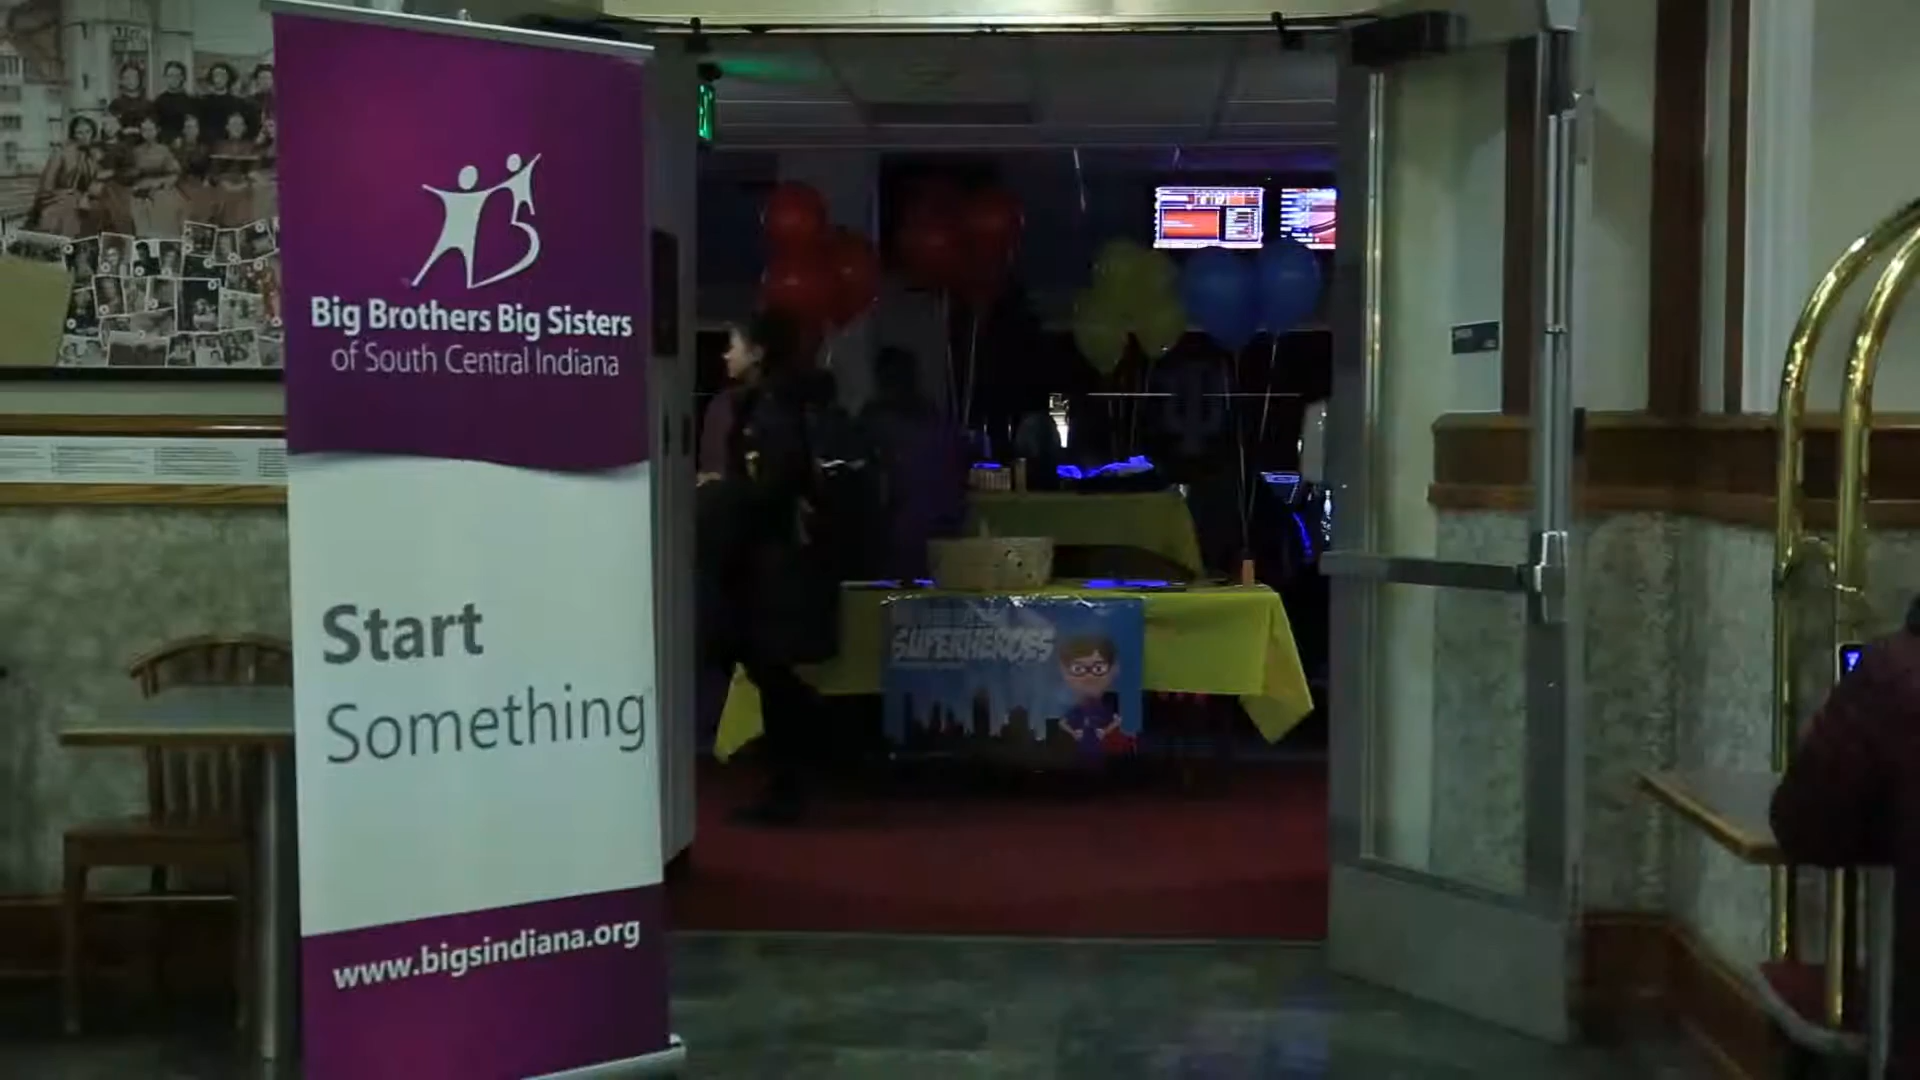 Big Brothers Big Sisters
of South Central Indiana
Start
Something
www.bigsindiana.org
SUPERHEROES